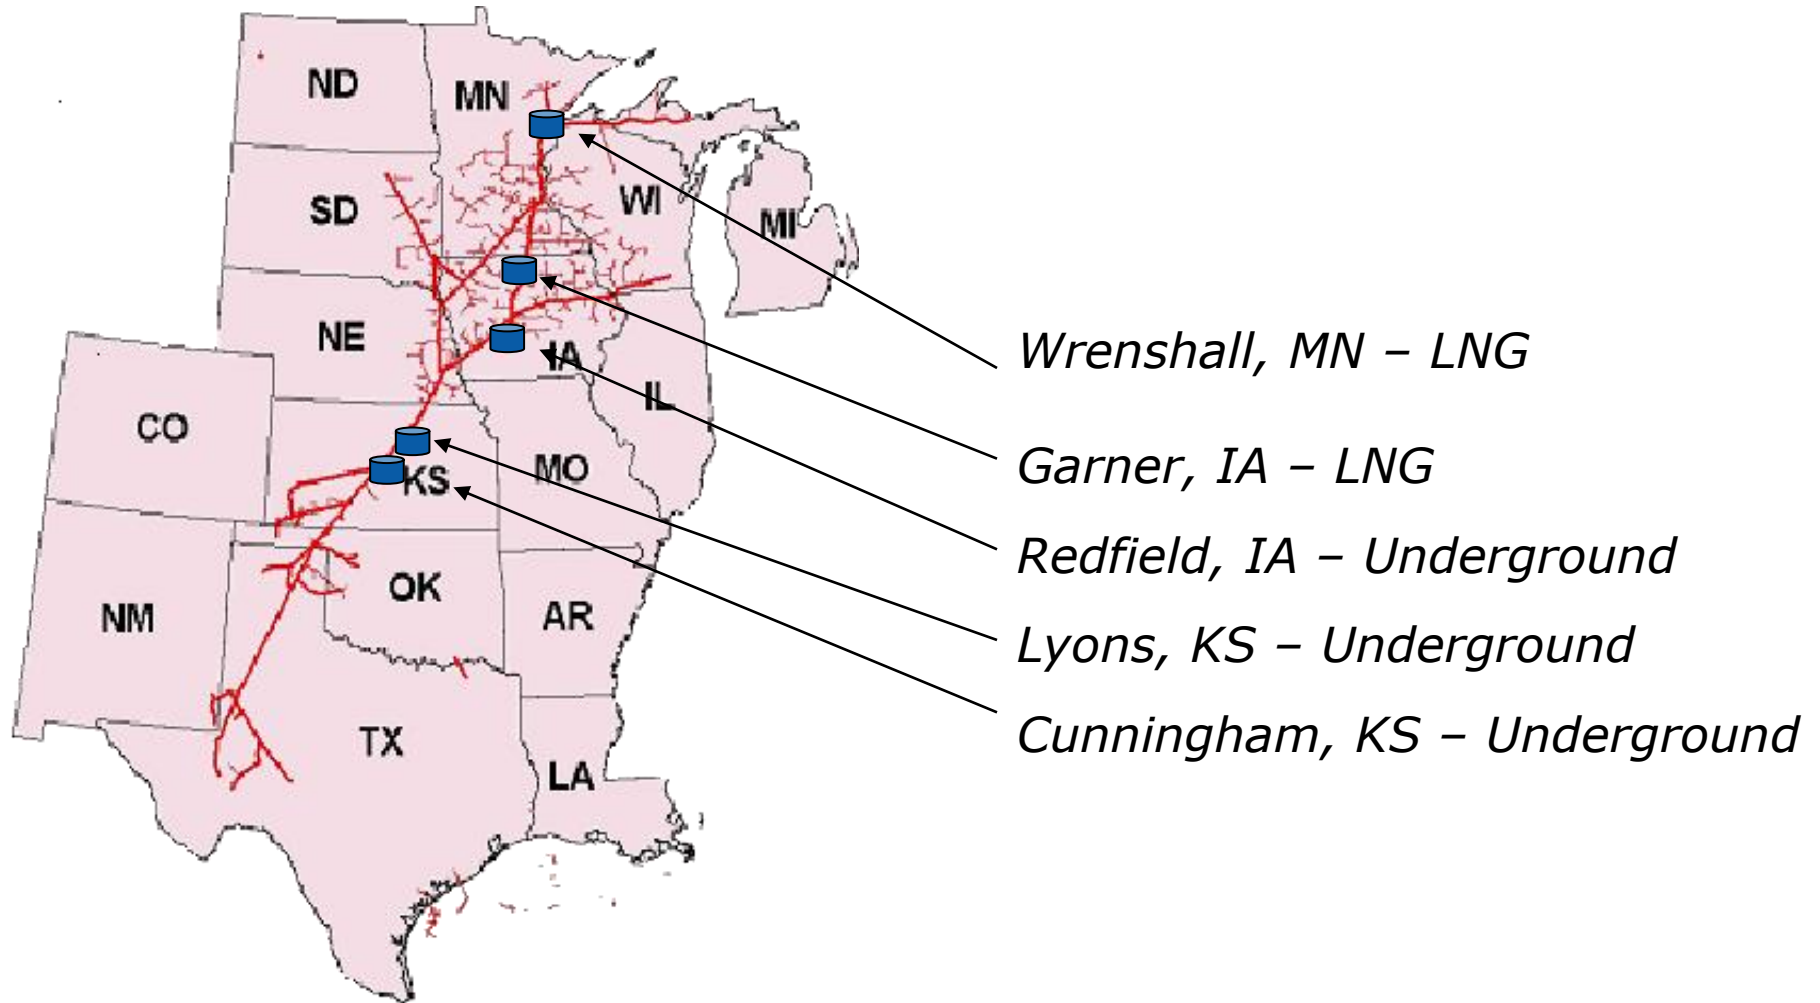 ND
MN
SD
WI
MI
NE
IA
IL
CO
KS
MO
NM
OK
AR
TX
LA
Wrenshall, MN – LNG
Garner, IA – LNG
Redfield, IA – Underground
Lyons, KS – Underground
Cunningham, KS – Underground